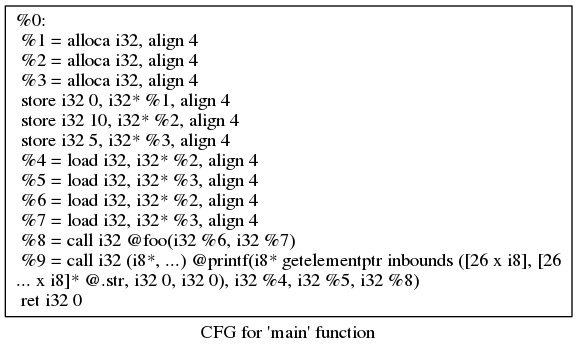 %0:
%1 = alloca i32, align 4
%2 = alloca i32, align 4
%3 = alloca i32, align 4
store i32 0, i32* %1, align 4
store i32 10, i32* %2, align 4
store i32 5, i32* %3, align 4
%4 = load i32, i32* %2, align 4
%5 = load i32, i32* %3, align 4
%6 = load i32, i32* %2, align 4
%7 = load i32, i32* %3, align 4
%8 = call i32 @foo(i32 %6, i32 %7)
%9 = call i32 (i8*, ...) @printf(i8* getelementptr inbounds ([26 x i8], [26
... x i8]* @.str, i32 0, i32 0), i32 %4, i32 %5, i32 %8)
ret i32 0
CFG for 'main' function